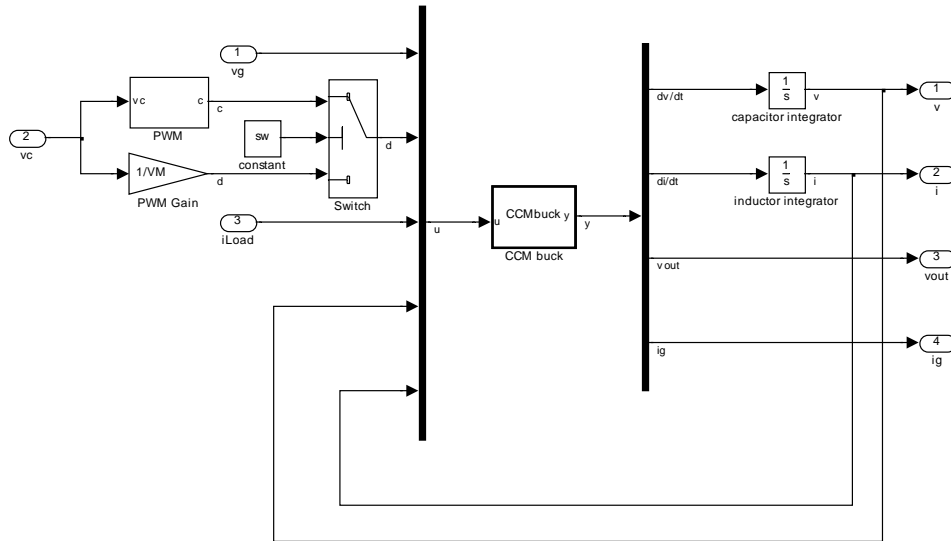 1
vg
vc
c
PWM
2
vc
sw
constant
d
1/VM
d
PWM Gain
Switch
3
iLoad
u
u
CCMbuck
y
y
CCM buck
dv/dt
1
s
v
capacitor integrator
1
v
di/dt
1
s
i
inductor integrator
2
i
vout
3
vout
ig
4
ig